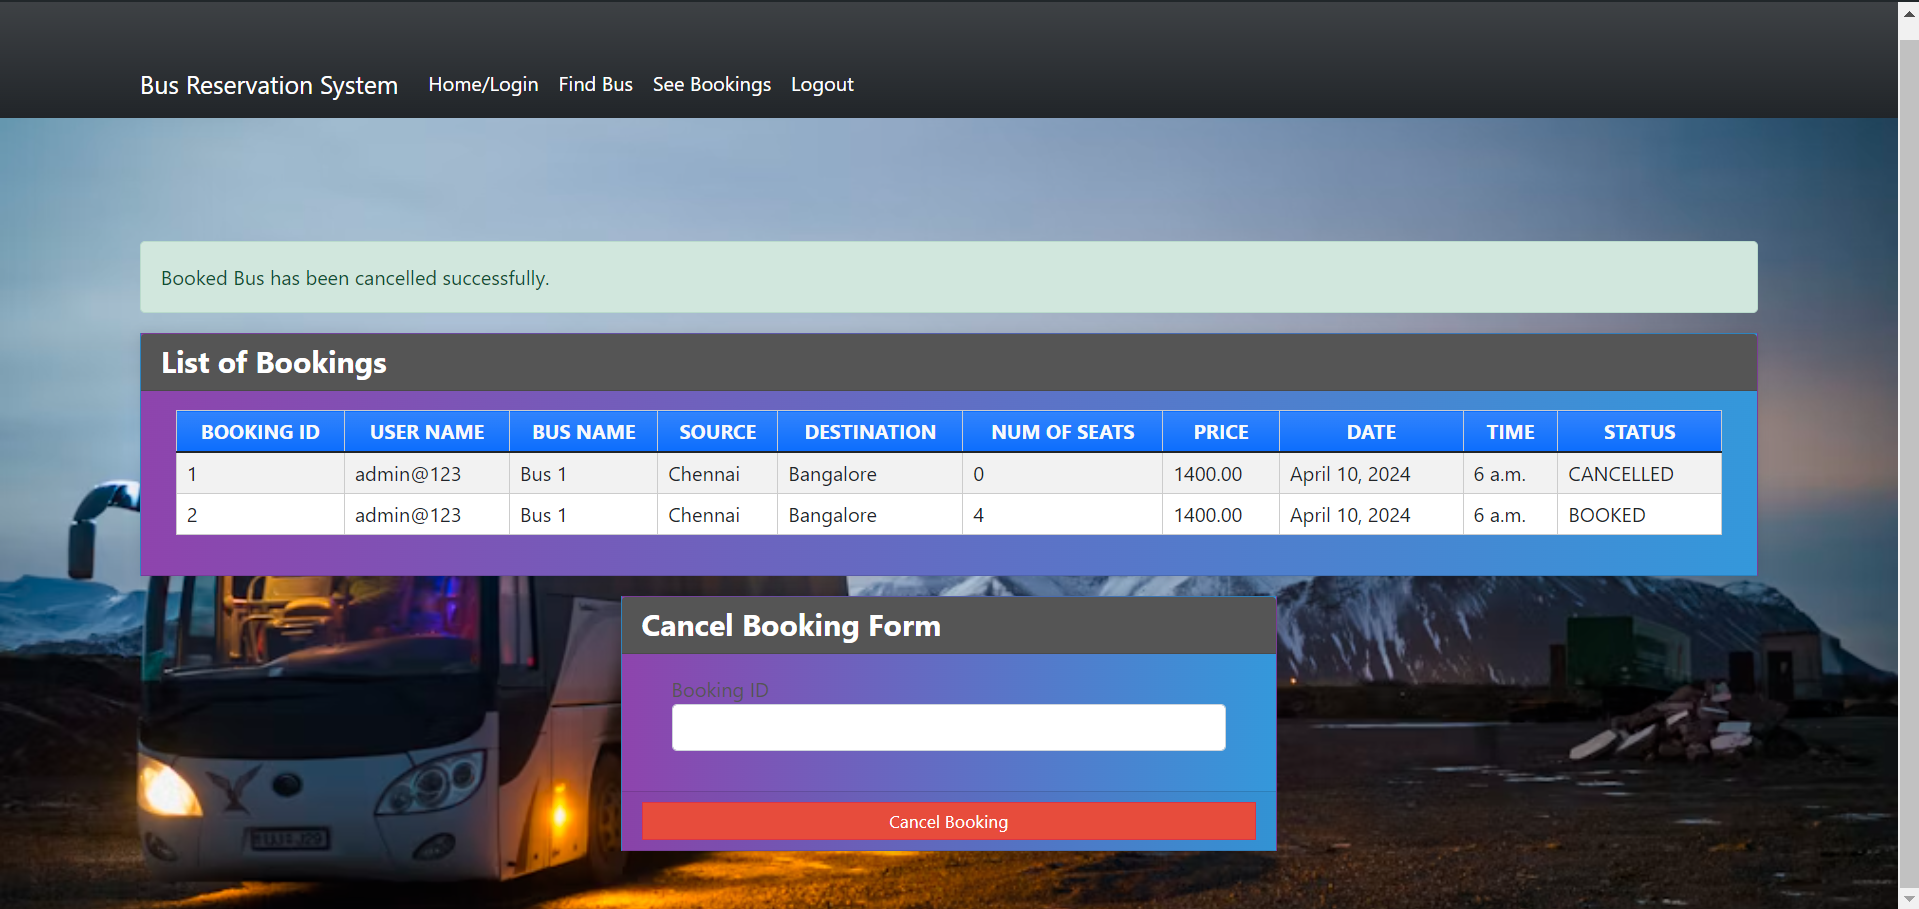 Bus Reservation System Home/Login Find Bus See Bookings Logout
Booked Bus has been cancelled successfully.
List of Bookings
BOOKING ID USER NAME BUS NAME SOURCE DESTINATION NUM OF SEATS PRICE DATE TIME STATUS
1 admin@123 Bus 1 Chennai Bangalore 0 1400.00 April 10, 2024 6 a.m. CANCELLED
2 admin@123 Bus 1 Chennai Bangalore 4 1400.00 April 10, 2024 6 a.m. BOOKED
Cancel Booking Form
Booking ID
Cancel Booking